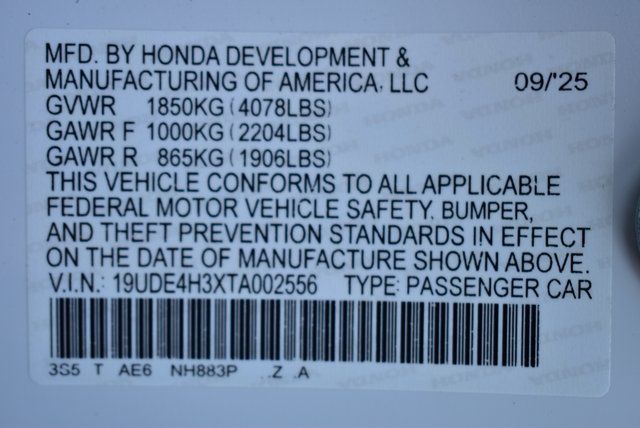 MFD. BY HONDA DEVELOPMENT &
MANUFACTURING OF AMERICA, LLC 09/'25
GVWR 1850KG (4078LBS)
GAWR F 1000KG (2204LBS)
GAWR R 865KG (1906LBS)
THIS VEHICLE CONFORMS TO ALL APPLICABLE
FEDERAL MOTOR VEHICLE SAFETY, BUMPER,
AND THEFT PREVENTION STANDARDS IN EFFECT
ON THE DATE OF MANUFACTURE SHOWN ABOVE.
V.I.N.: 19UDE4H3XTA002556 TYPE: PASSENGER CAR
3S5 T AE6 NH883P .Z .A